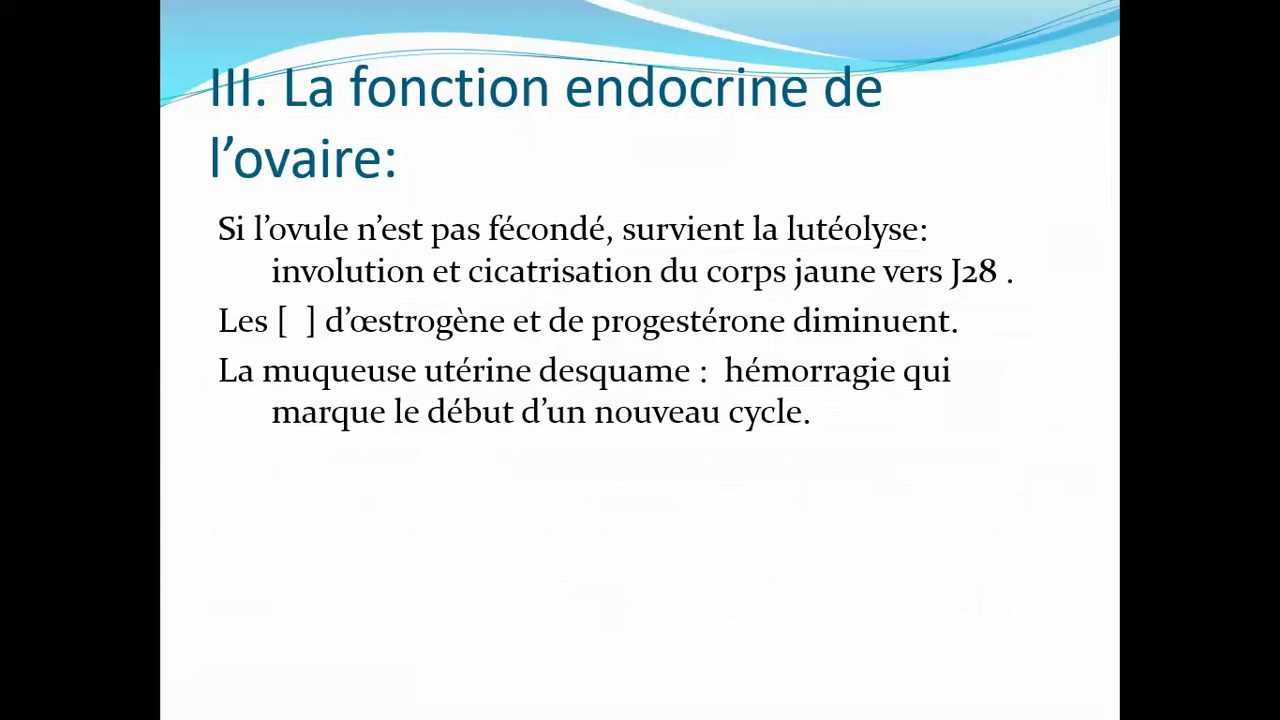 III. La fonction endocrine de
l’ovaire:
Si l’ovule n’est pas fécondé, survient la lutéolyse:
involution et cicatrisation du corps jaune vers J28 .
Les [  ] d’œstrogène et de progestérone diminuent.
La muqueuse utérine desquame :  hémorragie qui
marque le début d’un nouveau cycle.